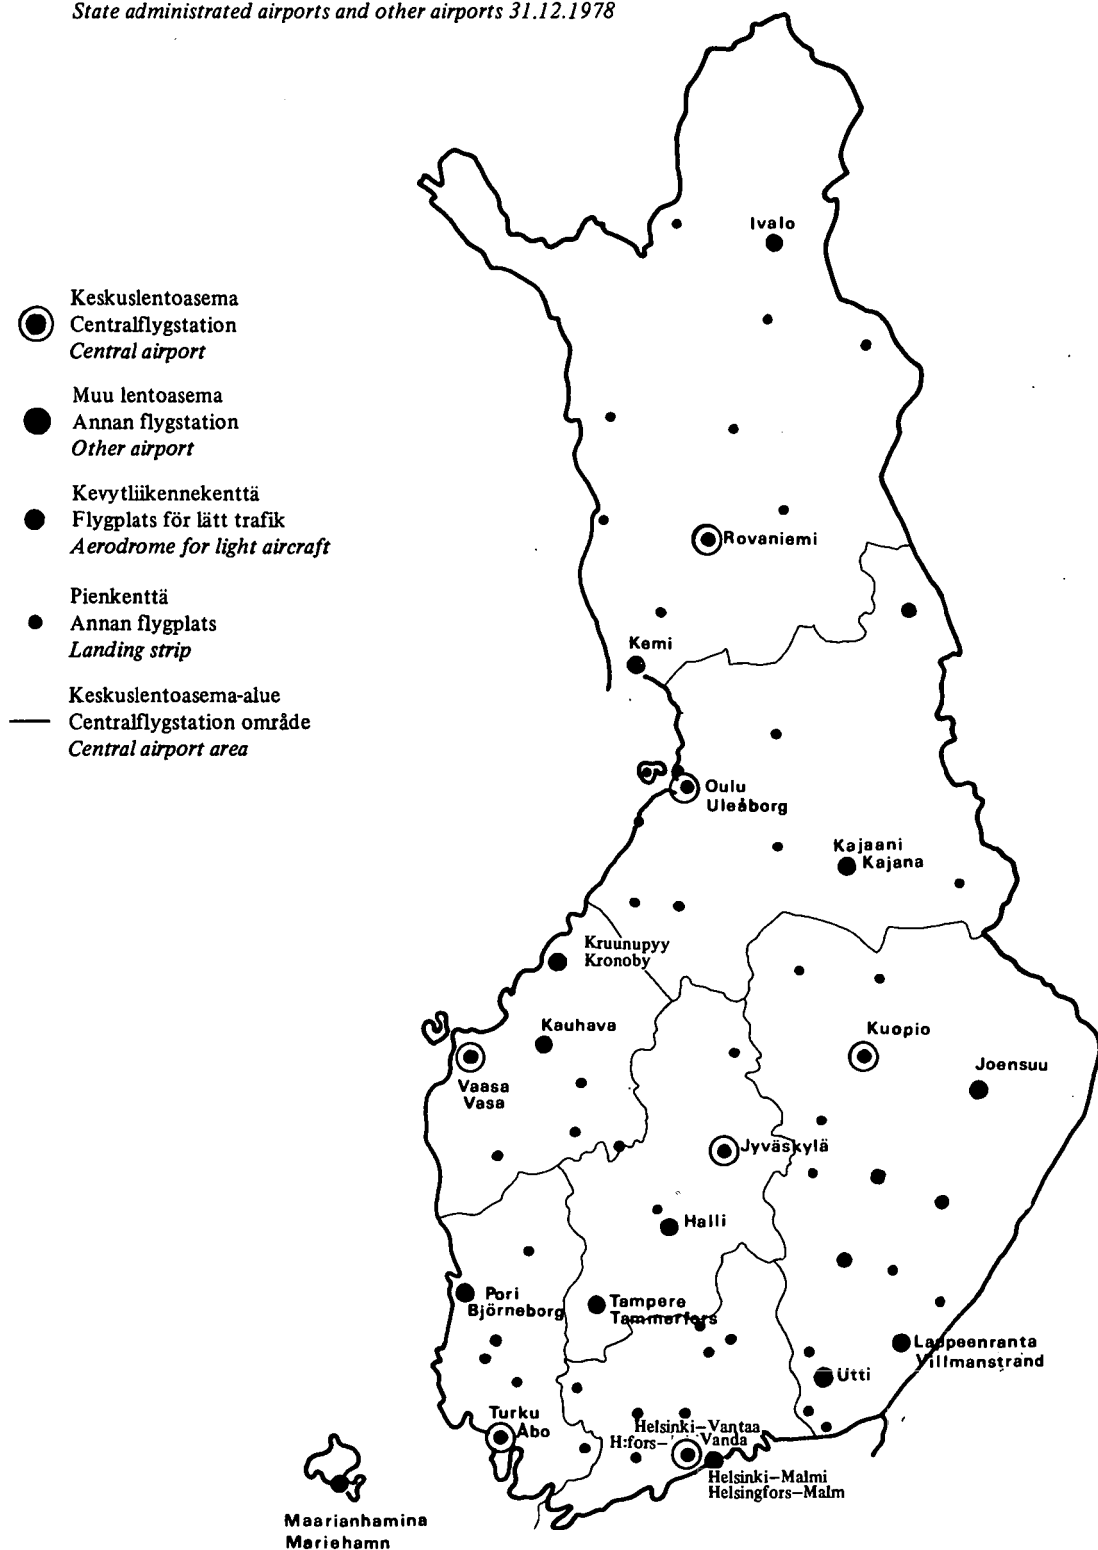 State administrated airports and other airports 31.12.1978
Keskuslentoasema
Centralflygstation
Central airport
Muu lentoasema
Annan flygstation
Other airport
Kevytliikennekenttä
Flygplats för lätt trafik
Aerodrome for light aircraft
Pienkenttä
Annan flygplats
Landing strip
Keskuslentoasema-alue
Centralflygstation område
Central airport area
Ivalo
Rovaniemi
Kemi
Oulu
Uleåborg
Kajaani
Kajana
Kruunupyy
Kronoby
Kauhava
Vaasa
Vasa
Kuopio
Joensuu
Jyväskylä
Halli
Pori
Björneborg
Tampere
Tammerfors
Lappeenranta
Villmanstrand
Utti
Turku
Åbo
Helsinki–Vantaa
H:fors– Vanda
Helsinki–Malmi
Helsingfors–Malm
Maarianhamina
Mariehamn